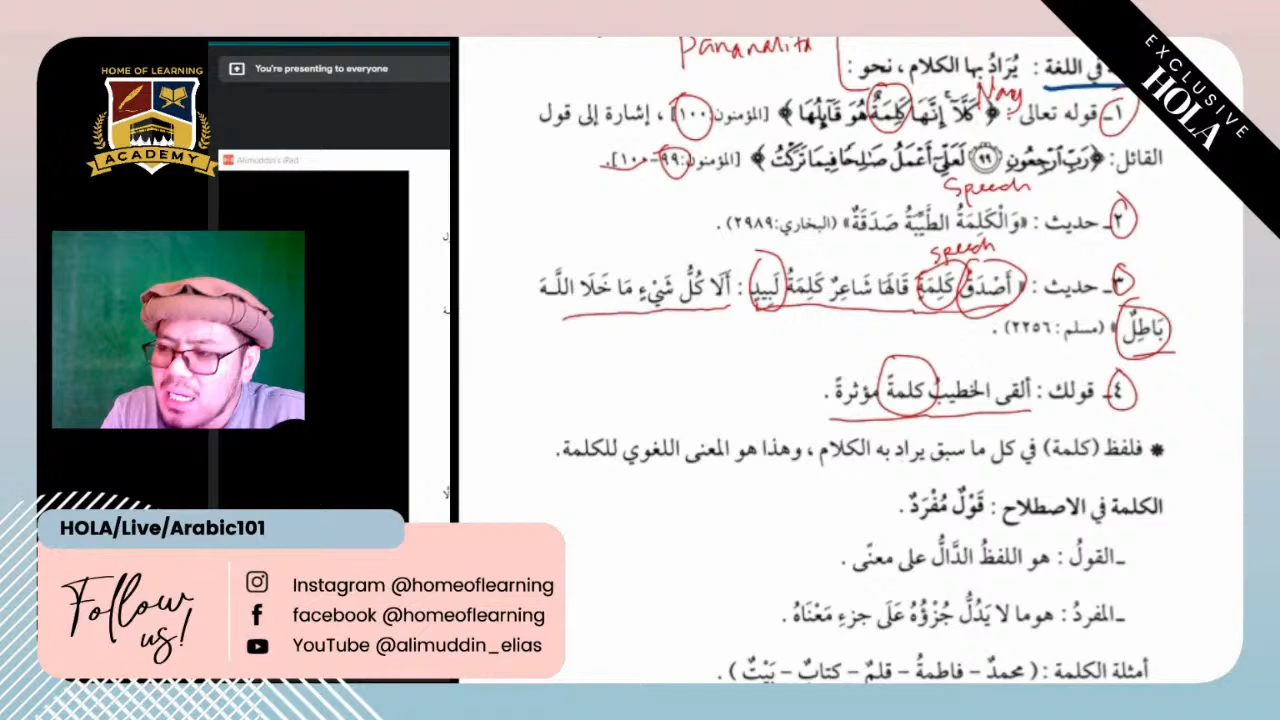 HOME OF LEARNING
ACADEMY
You're presenting to everyone
Alimuddin's iPad
EXCLUSIVE
HOLA
pananalita
في اللغة : يُرَادُ بها الكلام ، نحو :
Nay
١ـ قوله تعالى : ﴿ كَلَّآ إِنَّهَا كَلِمَةٌ هُوَ قَآئِلُهَا ﴾ [المؤمنون:١٠٠] ، إشارة إلى قول
القائل: ﴿رَبِّ ٱرْجِعُونِ ٩٩ لَعَلِّىٓ أَعْمَلُ صَـٰلِحًا فِيمَا تَرَكْتُ ﴾ [المؤمنون:٩٩-١٠٠].
speech
٢ـ حديث : «وَالْكَلِمَةُ الطَّيِّبَةُ صَدَقَةٌ» (البخاري:٢٩٨٩) .
speech
٣ـ حديث : « أَصْدَقُ كَلِمَةٍ قَالَهَا شَاعِرٌ كَلِمَةُ لَبِيدٍ : أَلَا كُلُّ شَيْءٍ مَا خَلَا اللَّـهَ
بَاطِلٌ » (مسلم : ٢٢٥٦) .
٤ـ قولك : ألقى الخطيبُ كلمةً مؤثرةً .
* فلفظ (كلمة) في كل ما سبق يراد به الكلام ، وهذا هو المعنى اللغوي للكلمة.
الكلمة في الاصطلاح : قَوْلٌ مُفْرَدٌ .
ـ القولُ : هو اللفظُ الدَّالُّ على معنًى .
ـ المفردُ : هو ما لا يَدُلُّ جُزْؤُهُ عَلَى جزءِ مَعْنَاهُ .
أمثلة الكلمة : ( محمدٌ – فاطمةُ – قلمٌ – كتابٌ – بَيْتٌ ) .
HOLA/Live/Arabic101
Follow us!
Instagram @homeoflearning
facebook @homeoflearning
YouTube @alimuddin_elias